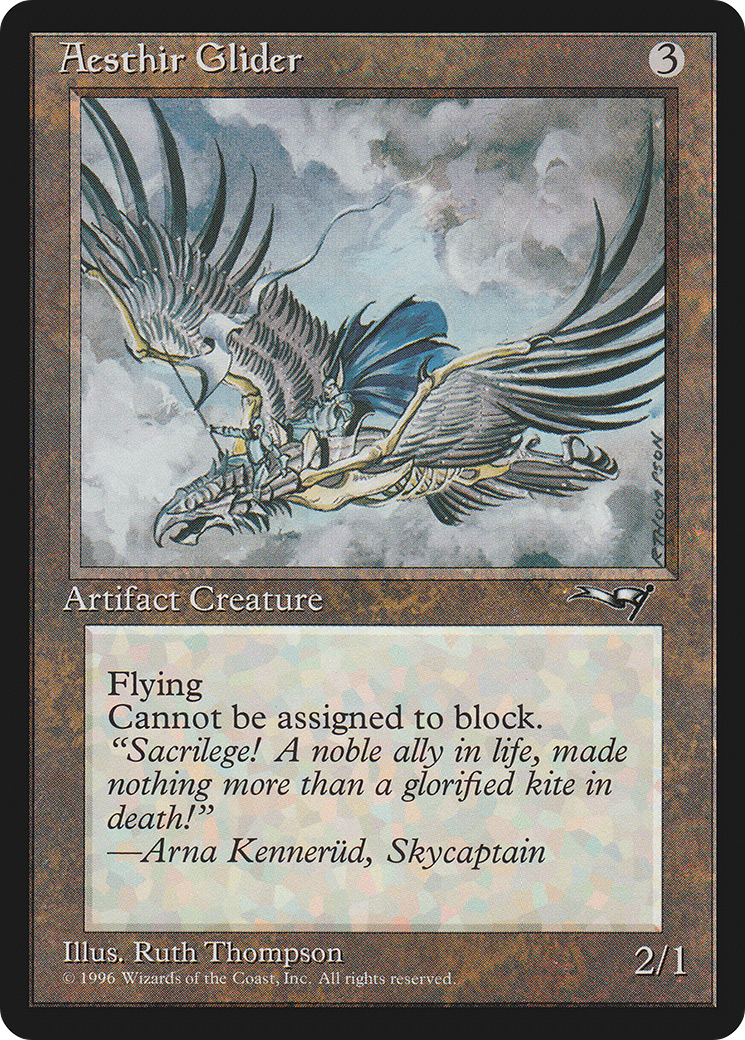 Aesthir Glider
3
RTHOMPSON
Artifact Creature
Flying
Cannot be assigned to block.
“Sacrilege! A noble ally in life, made
nothing more than a glorified kite in
death!”
—Arna Kennerüd, Skycaptain
Illus. Ruth Thompson
2/1
© 1996 Wizards of the Coast, Inc. All rights reserved.